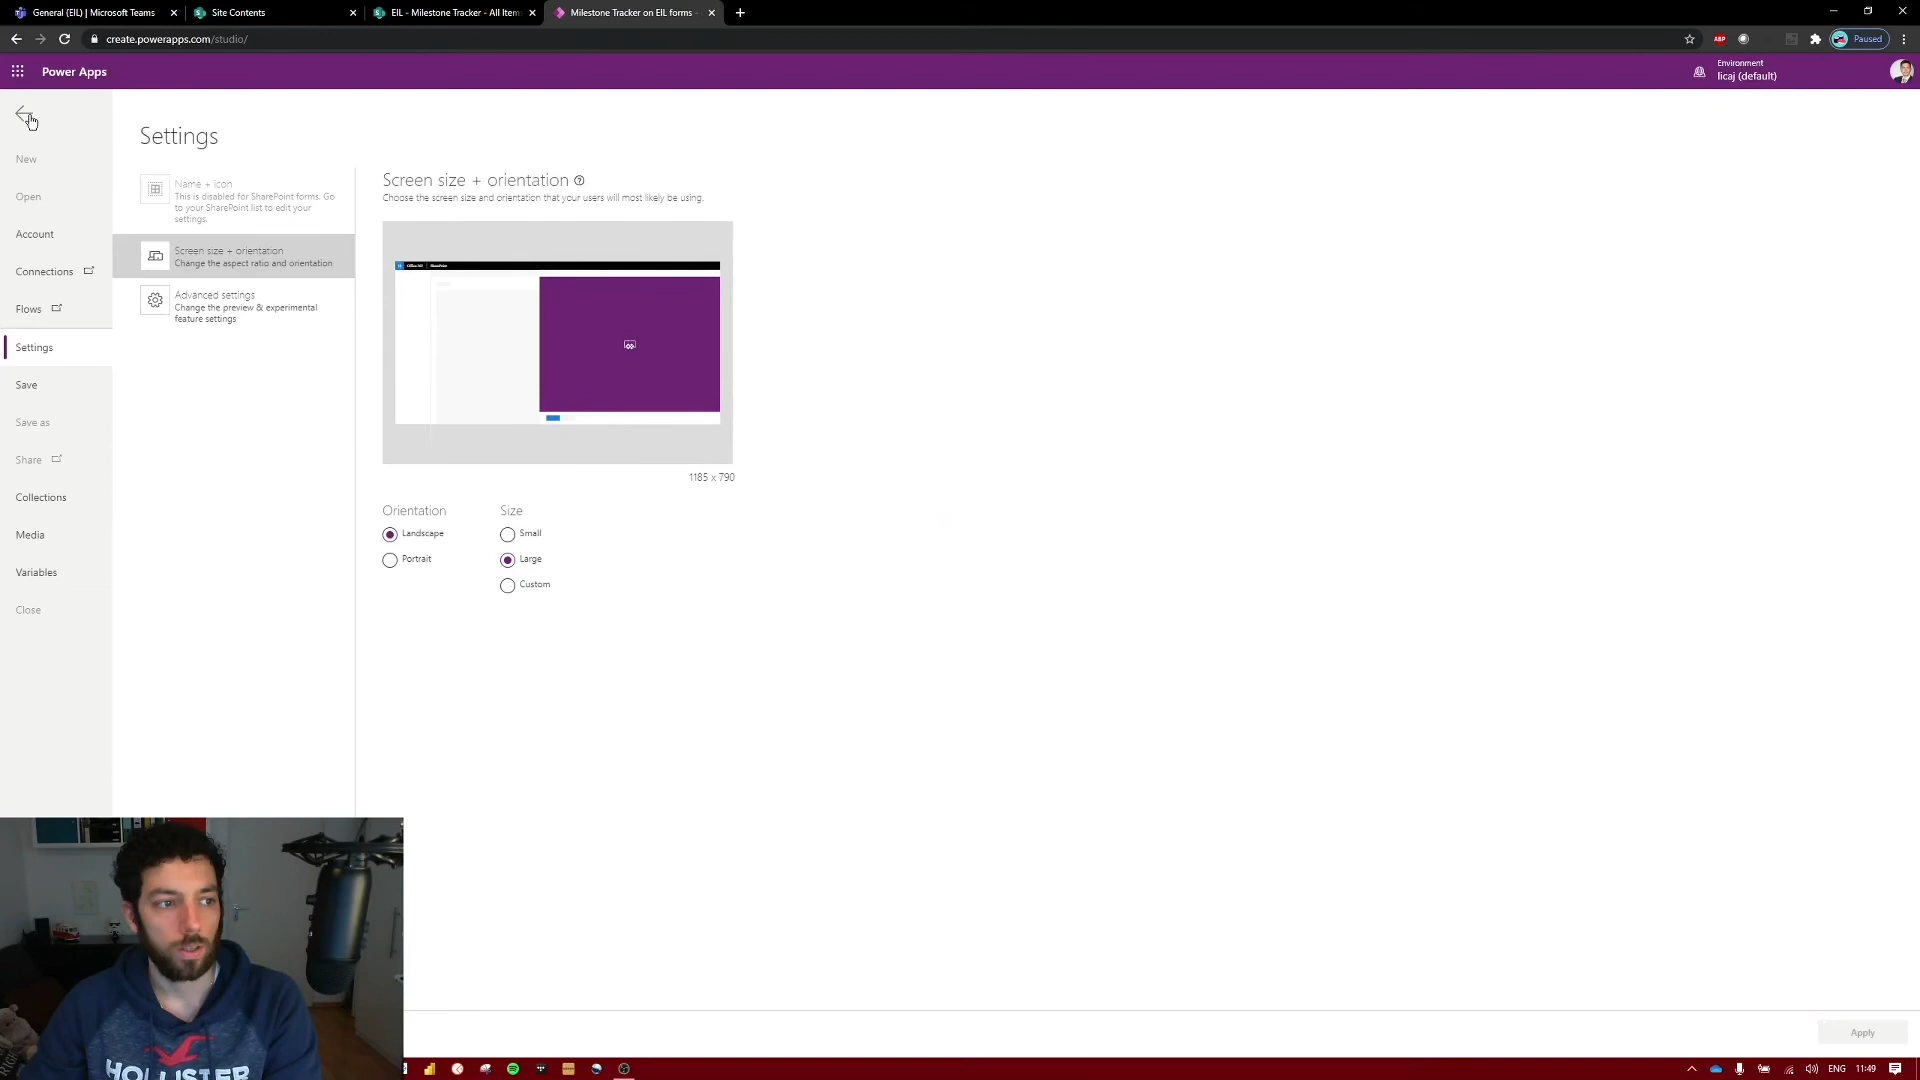 General (EIL) | Microsoft Teams
Site Contents
EIL - Milestone Tracker - All Item
Milestone Tracker on EIL forms -
create.powerapps.com/studio/
ABP
Paused
Power Apps
Environment
licaj (default)
Settings
New
Open
Account
Connections
Flows
Settings
Save
Save as
Share
Collections
Media
Variables
Close
Name + icon
This is disabled for SharePoint forms. Go
to your SharePoint list to edit your
settings.
Screen size + orientation
Change the aspect ratio and orientation
Advanced settings
Change the preview & experimental
feature settings
Screen size + orientation
Choose the screen size and orientation that your users will most likely be using.
Office 365 | SharePoint
1185 x 790
Orientation
Landscape
Portrait
Size
Small
Large
Custom
Apply
HOLLISTER
ENG
11:49